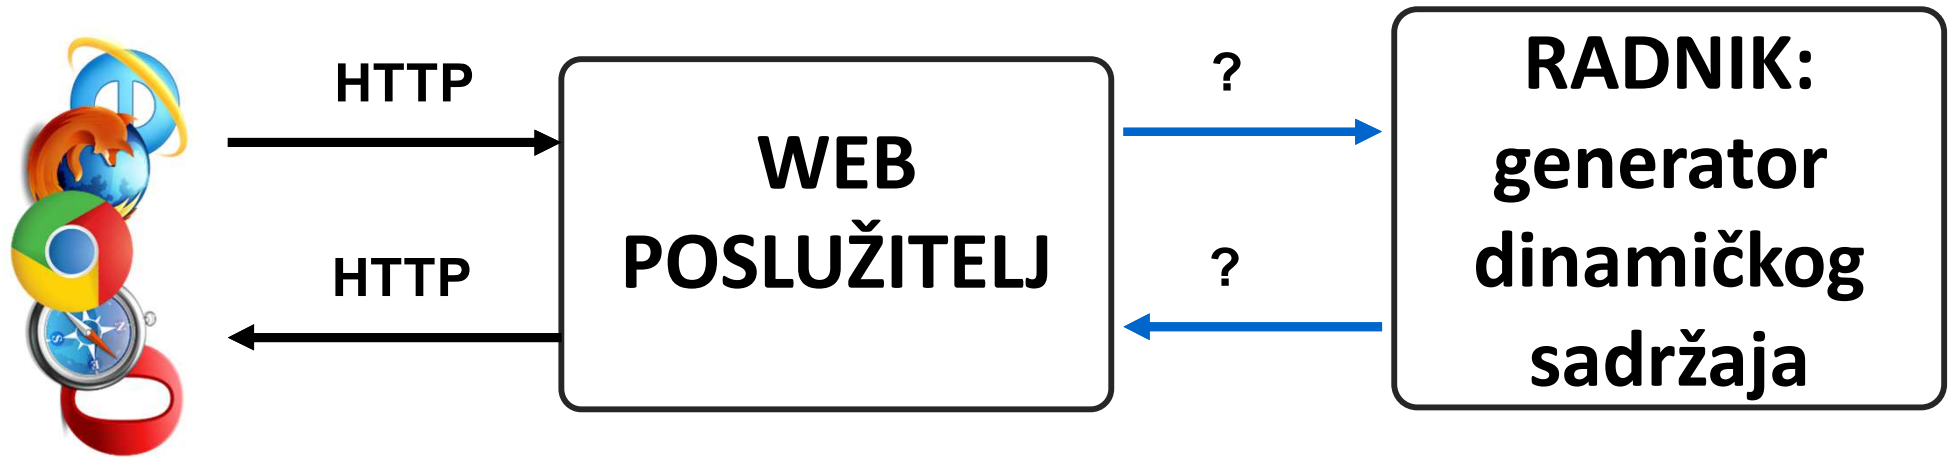 HTTP
HTTP
WEB
POSLUŽITELJ
?
?
RADNIK:
generator
dinamičkog
sadržaja